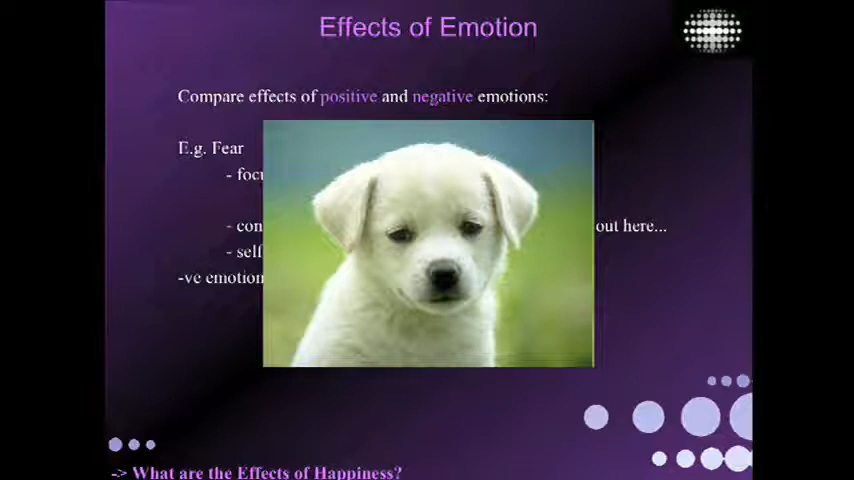 Effects of Emotion
Compare effects of positive and negative emotions:
E.g. Fear
- focu
- con out here...
- self
-ve emotion
-> What are the Effects of Happiness?